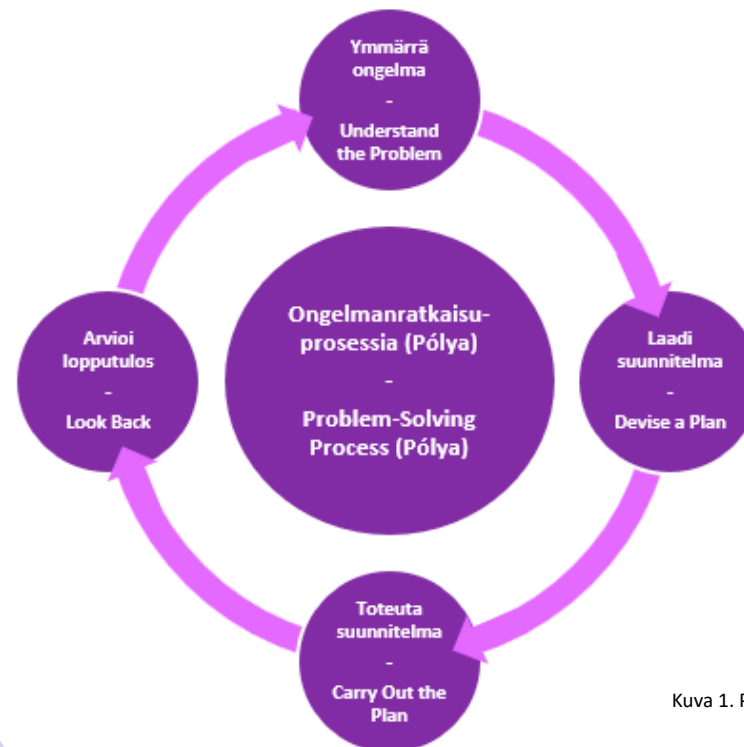 Ymmärrä
ongelma
-
Understand
the Problem
Laadi
suunnitelma
-
Devise a Plan
Toteuta
suunnitelma
-
Carry Out the
Plan
Arvioi
lopputulos
-
Look Back
Ongelmanratkaisu-
prosessia (Pólya)
-
Problem-Solving
Process (Pólya)
Kuva 1.